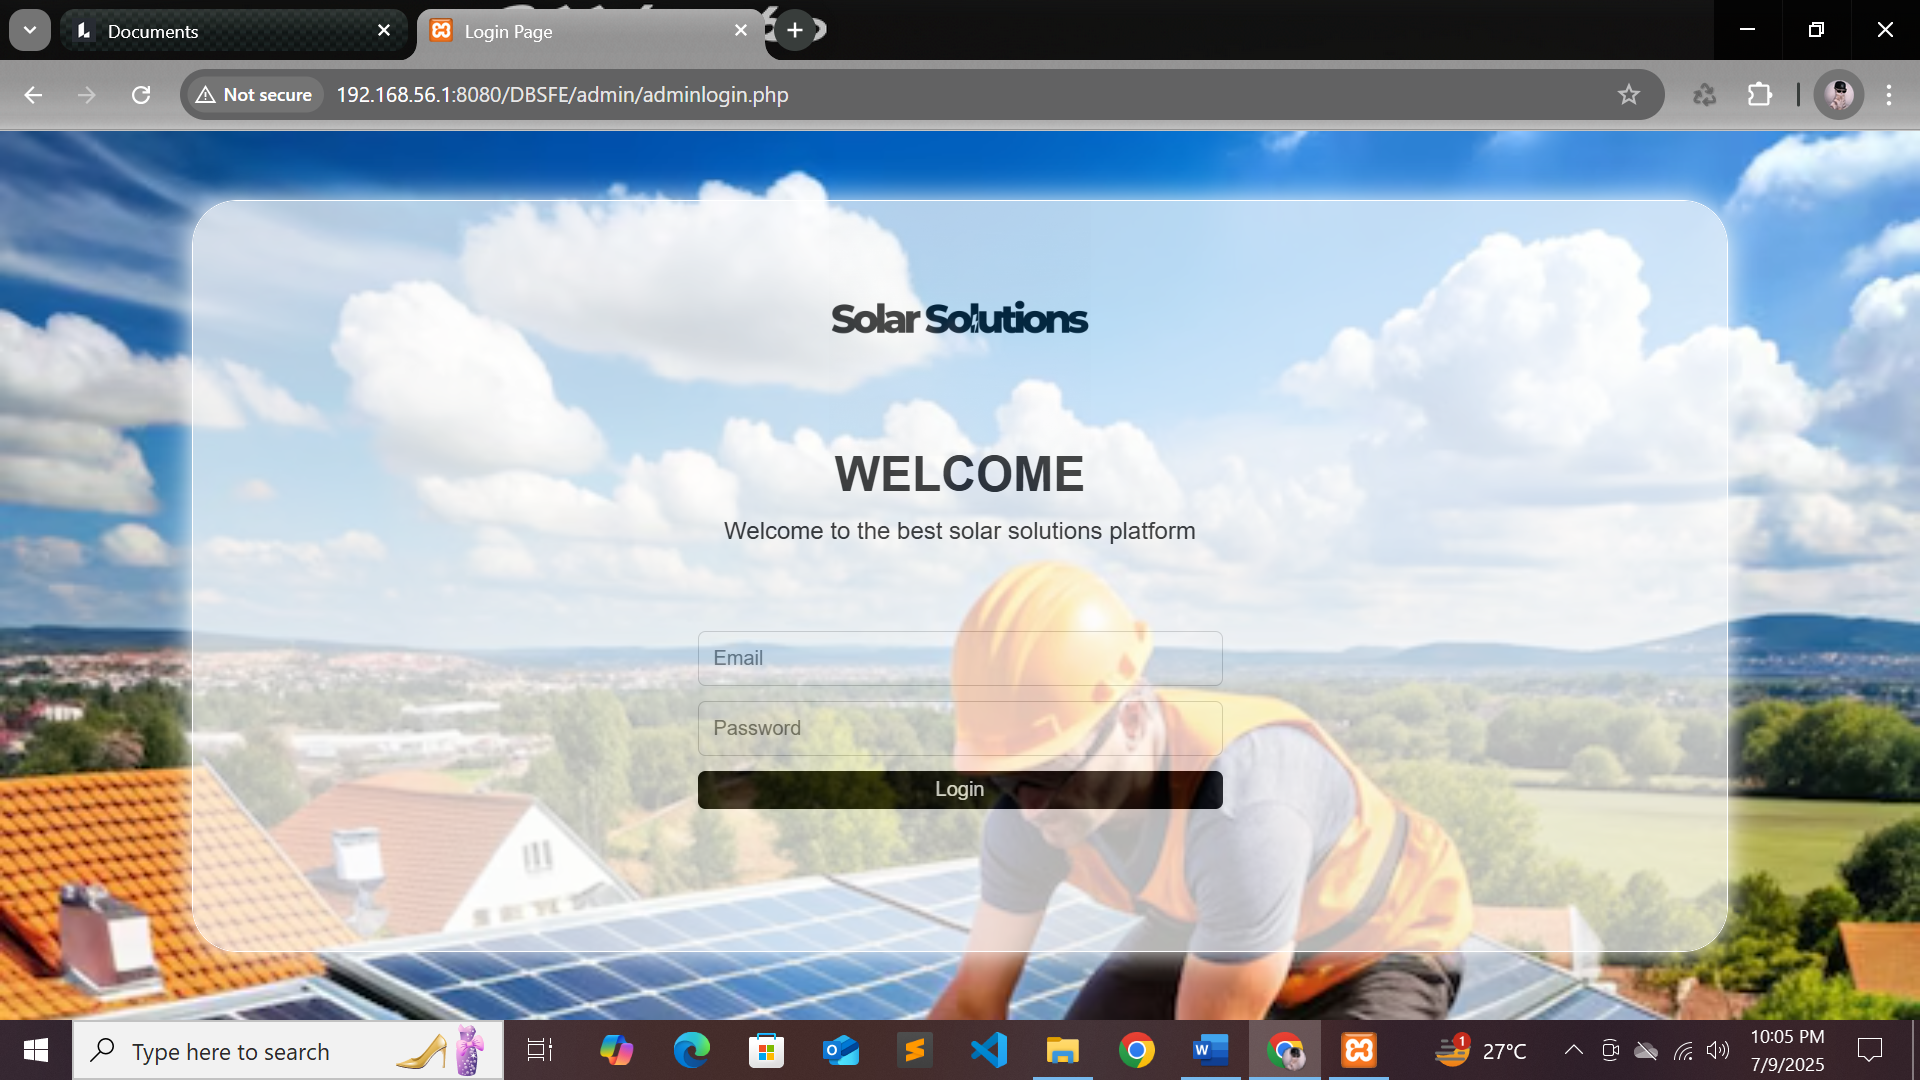 Documents
Login Page
Not secure
192.168.56.1:8080/DBSFE/admin/adminlogin.php
Solar Solutions
WELCOME
Welcome to the best solar solutions platform
Email
Password
Login
Type here to search
1
27°C
10:05 PM
7/9/2025